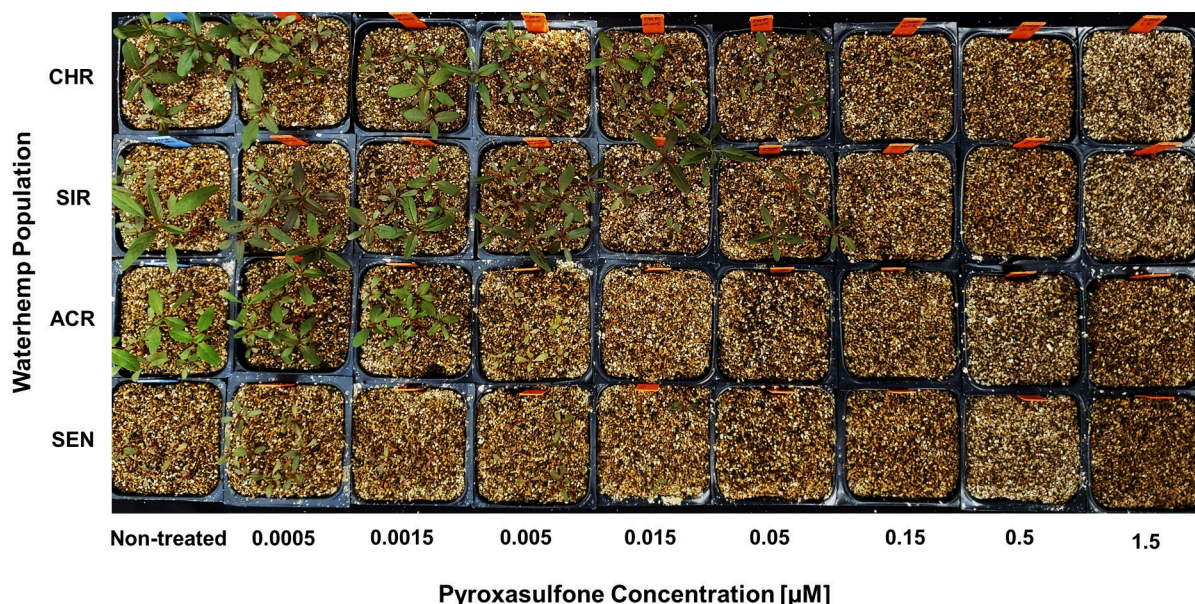 Waterhemp Population
CHR
SIR
ACR
SEN
Non-treated 0.0005 0.0015 0.005 0.015 0.05 0.15 0.5 1.5
Pyroxasulfone Concentration [µM]